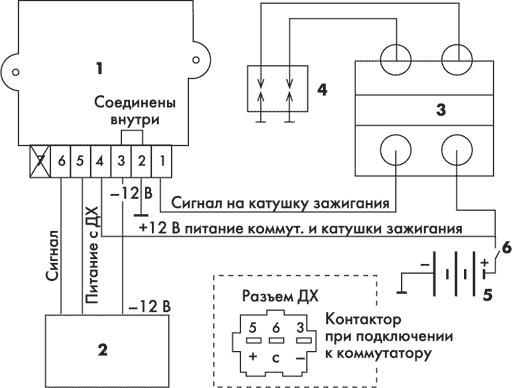 1
Соединены
внутри
4
3
7 6 5 4 3 2 1
–12 В
Сигнал на катушку зажигания
+12 В питание коммут. и катушки зажигания
Сигнал
Питание с ДХ
–12 В
6
– +
5
2
Разъем ДХ
5 6 3
+ с –
Контактор
при подключении
к коммутатору